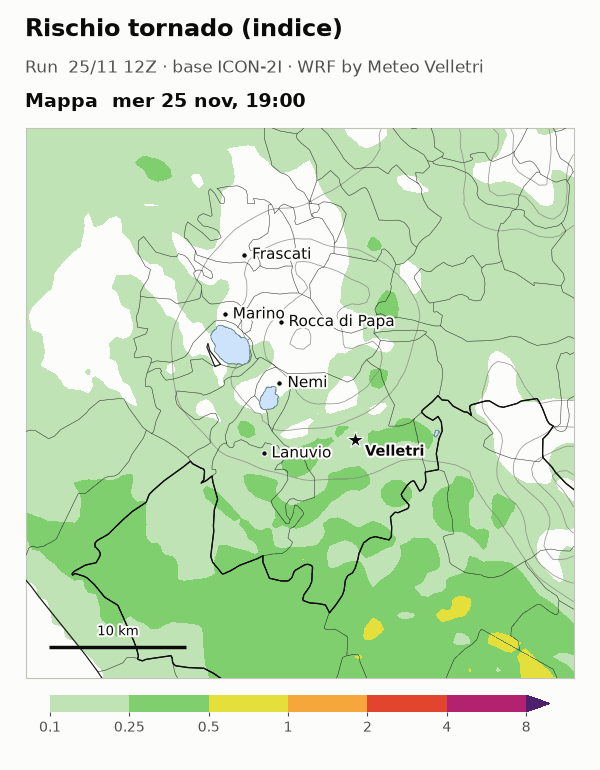 Rischio tornado (indice)
Run  25/11 12Z · base ICON-2I · WRF by Meteo Velletri
Mappa  mer 25 nov, 19:00
Frascati
Marino
Rocca di Papa
Nemi
Lanuvio
Velletri
10 km
0.1 0.25 0.5 1 2 4 8